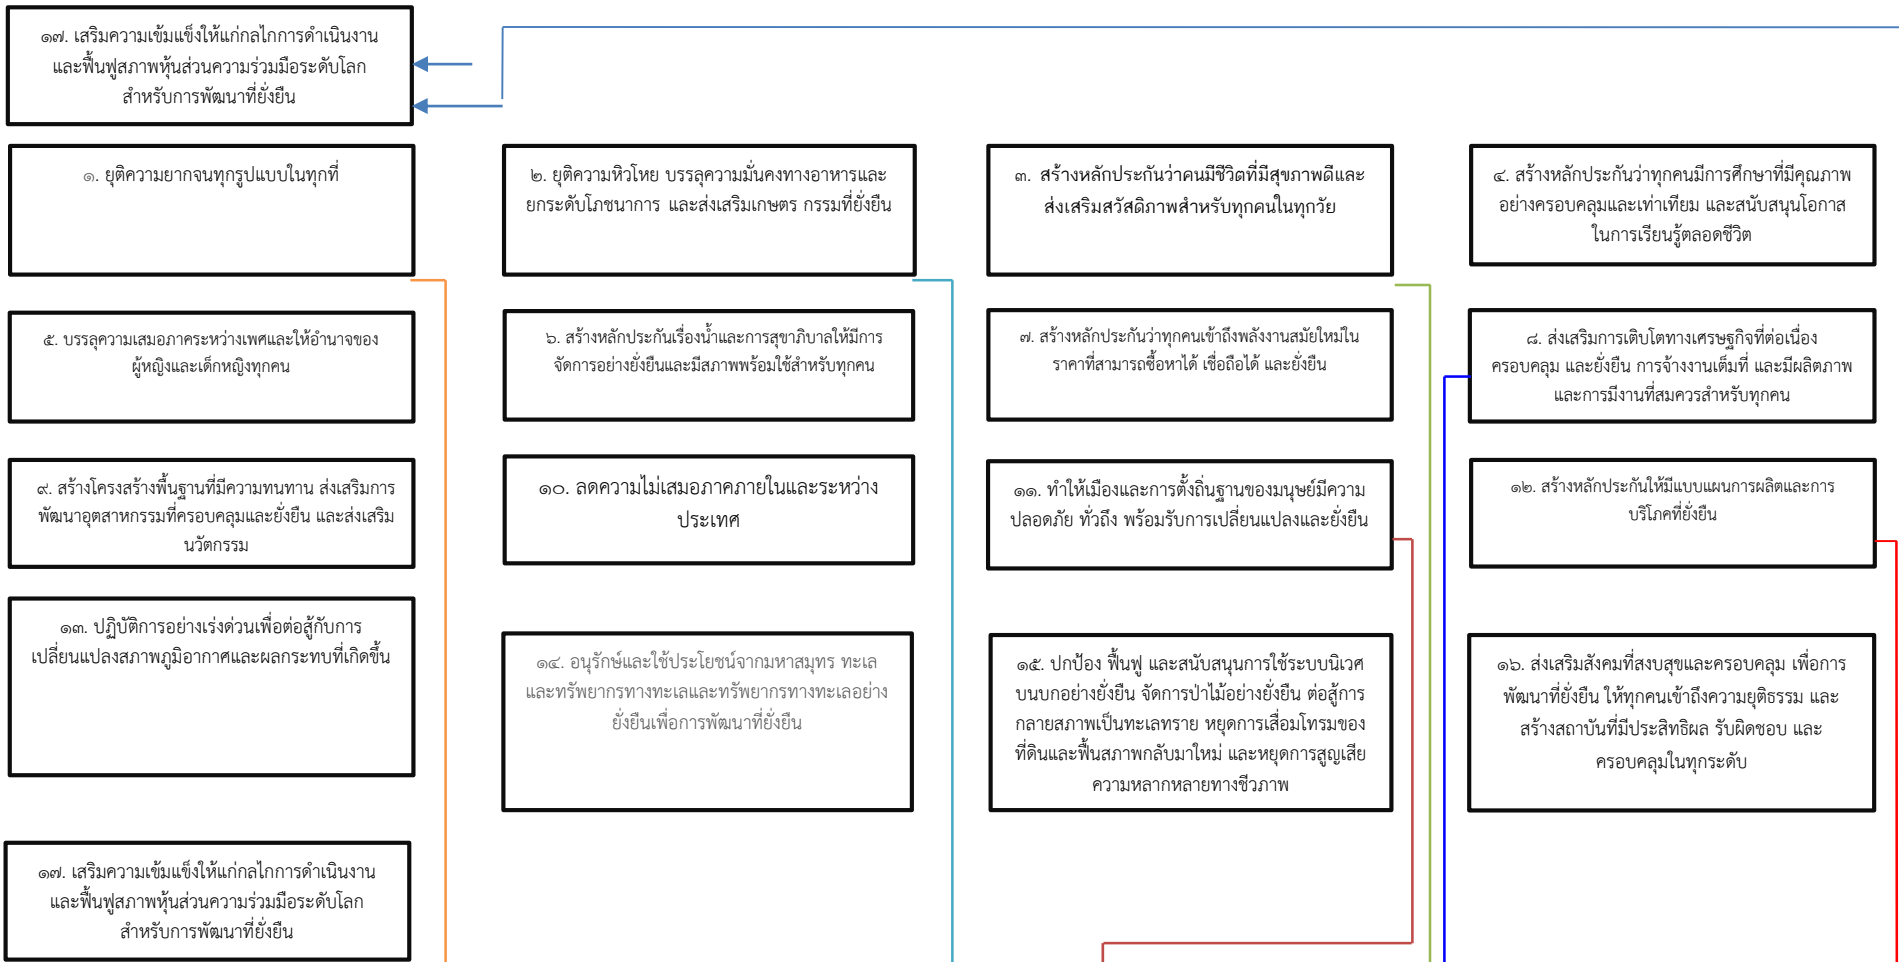 ๑๗. เสริมความเข้มแข็งให้แก่กลไกการดำเนินงาน
และฟื้นฟูสภาพหุ้นส่วนความร่วมมือระดับโลก
สำหรับการพัฒนาที่ยั่งยืน
๑. ยุติความยากจนทุกรูปแบบในทุกที่
๒. ยุติความหิวโหย บรรลุความมั่นคงทางอาหารและ
ยกระดับโภชนาการ และส่งเสริมเกษตร กรรมที่ยั่งยืน
๓. สร้างหลักประกันว่าคนมีชีวิตที่มีสุขภาพดีและ
ส่งเสริมสวัสดิภาพสำหรับทุกคนในทุกวัย
๔. สร้างหลักประกันว่าทุกคนมีการศึกษาที่มีคุณภาพ
อย่างครอบคลุมและเท่าเทียม และสนับสนุนโอกาส
ในการเรียนรู้ตลอดชีวิต
๕. บรรลุความเสมอภาคระหว่างเพศและให้อำนาจของ
ผู้หญิงและเด็กหญิงทุกคน
๖. สร้างหลักประกันเรื่องน้ำและการสุขาภิบาลให้มีการ
จัดการอย่างยั่งยืนและมีสภาพพร้อมใช้สำหรับทุกคน
๗. สร้างหลักประกันว่าทุกคนเข้าถึงพลังงานสมัยใหม่ใน
ราคาที่สามารถซื้อหาได้ เชื่อถือได้ และยั่งยืน
๘. ส่งเสริมการเติบโตทางเศรษฐกิจที่ต่อเนื่อง
ครอบคลุม และยั่งยืน การจ้างงานเต็มที่ และมีผลิตภาพ
และการมีงานที่สมควรสำหรับทุกคน
๙. สร้างโครงสร้างพื้นฐานที่มีความทนทาน ส่งเสริมการ
พัฒนาอุตสาหกรรมที่ครอบคลุมและยั่งยืน และส่งเสริม
นวัตกรรม
๑๐. ลดความไม่เสมอภาคภายในและระหว่าง
ประเทศ
๑๑. ทำให้เมืองและการตั้งถิ่นฐานของมนุษย์มีความ
ปลอดภัย ทั่วถึง พร้อมรับการเปลี่ยนแปลงและยั่งยืน
๑๒. สร้างหลักประกันให้มีแบบแผนการผลิตและการ
บริโภคที่ยั่งยืน
๑๓. ปฏิบัติการอย่างเร่งด่วนเพื่อต่อสู้กับการ
เปลี่ยนแปลงสภาพภูมิอากาศและผลกระทบที่เกิดขึ้น
๑๔. อนุรักษ์และใช้ประโยชน์จากมหาสมุทร ทะเล
และทรัพยากรทางทะเลและทรัพยากรทางทะเลอย่าง
ยั่งยืนเพื่อการพัฒนาที่ยั่งยืน
๑๕. ปกป้อง ฟื้นฟู และสนับสนุนการใช้ระบบนิเวศ
บนบกอย่างยั่งยืน จัดการป่าไม้อย่างยั่งยืน ต่อสู้การ
กลายสภาพเป็นทะเลทราย หยุดการเสื่อมโทรมของ
ที่ดินและฟื้นสภาพกลับมาใหม่ และหยุดการสูญเสีย
ความหลากหลายทางชีวภาพ
๑๖. ส่งเสริมสังคมที่สงบสุขและครอบคลุม เพื่อการ
พัฒนาที่ยั่งยืน ให้ทุกคนเข้าถึงความยุติธรรม และ
สร้างสถาบันที่มีประสิทธิผล รับผิดชอบ และ
ครอบคลุมในทุกระดับ
๑๗. เสริมความเข้มแข็งให้แก่กลไกการดำเนินงาน
และฟื้นฟูสภาพหุ้นส่วนความร่วมมือระดับโลก
สำหรับการพัฒนาที่ยั่งยืน